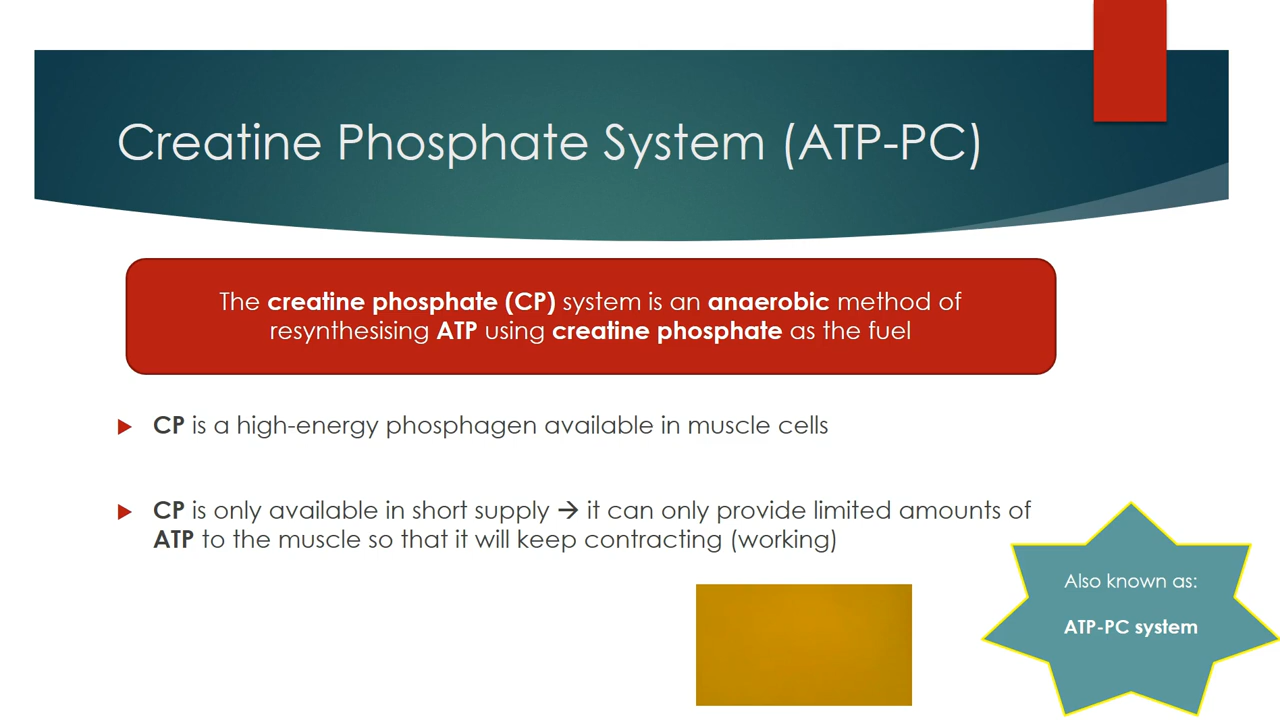 Creatine Phosphate System (ATP-PC)
The creatine phosphate (CP) system is an anaerobic method of
resynthesising ATP using creatine phosphate as the fuel
CP is a high-energy phosphagen available in muscle cells
CP is only available in short supply → it can only provide limited amounts of
ATP to the muscle so that it will keep contracting (working)
Also known as:
ATP-PC system